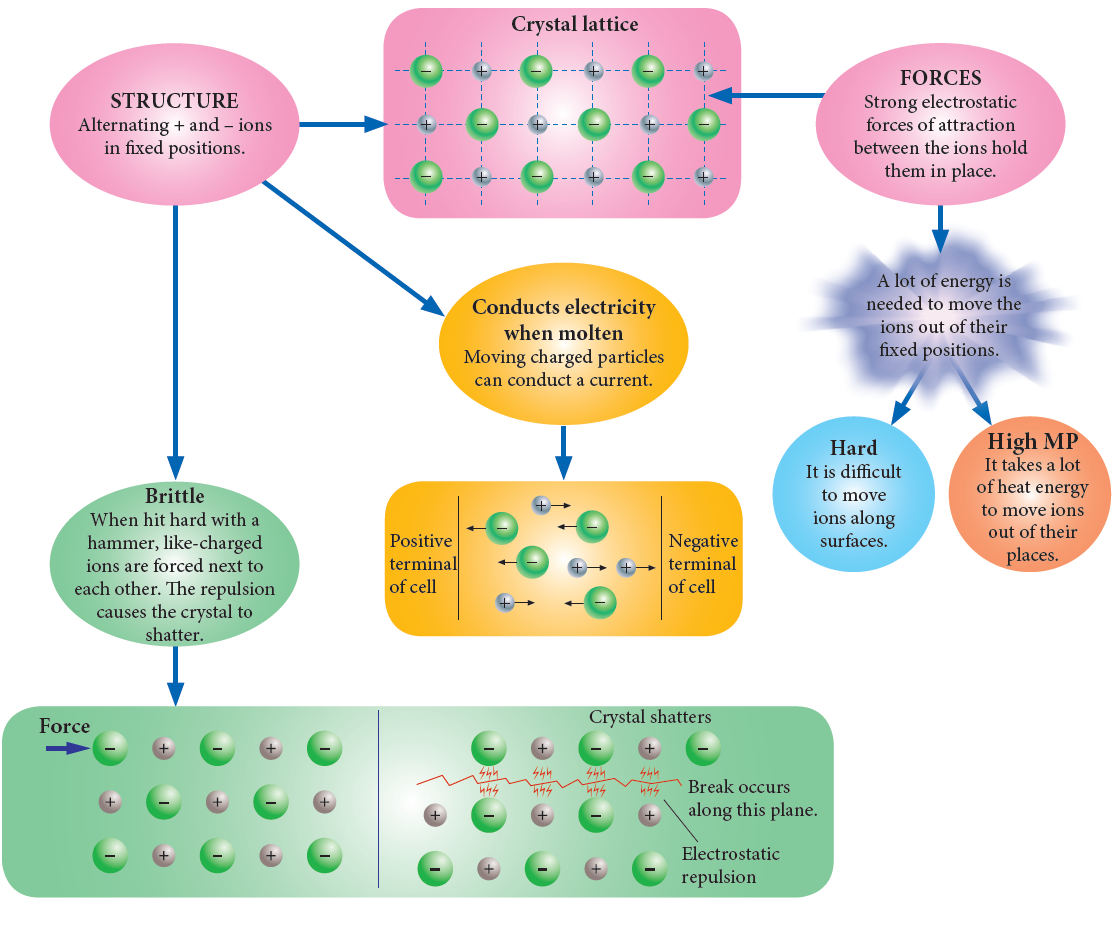 Crystal lattice
STRUCTURE
Alternating + and – ions
in fixed positions.
FORCES
Strong electrostatic
forces of attraction
between the ions hold
them in place.
– + – + – +
+ – + – + –
– + – + – +
A lot of energy is
needed to move the
ions out of their
fixed positions.
Conducts electricity
when molten
Moving charged particles
can conduct a current.
Hard
It is difficult
to move
ions along
surfaces.
High MP
It takes a lot
of heat energy
to move ions
out of their
places.
Brittle
When hit hard with a
hammer, like-charged
ions are forced next to
each other. The repulsion
causes the crystal to
shatter.
Positive
terminal
of cell
+
– –
– + +
+ –
Negative
terminal
of cell
Force
– + – + –
+ – + – +
– + – + –
Crystal shatters
– + – + –
Break occurs
along this plane.
+ – + – +
Electrostatic
repulsion
– + – + –